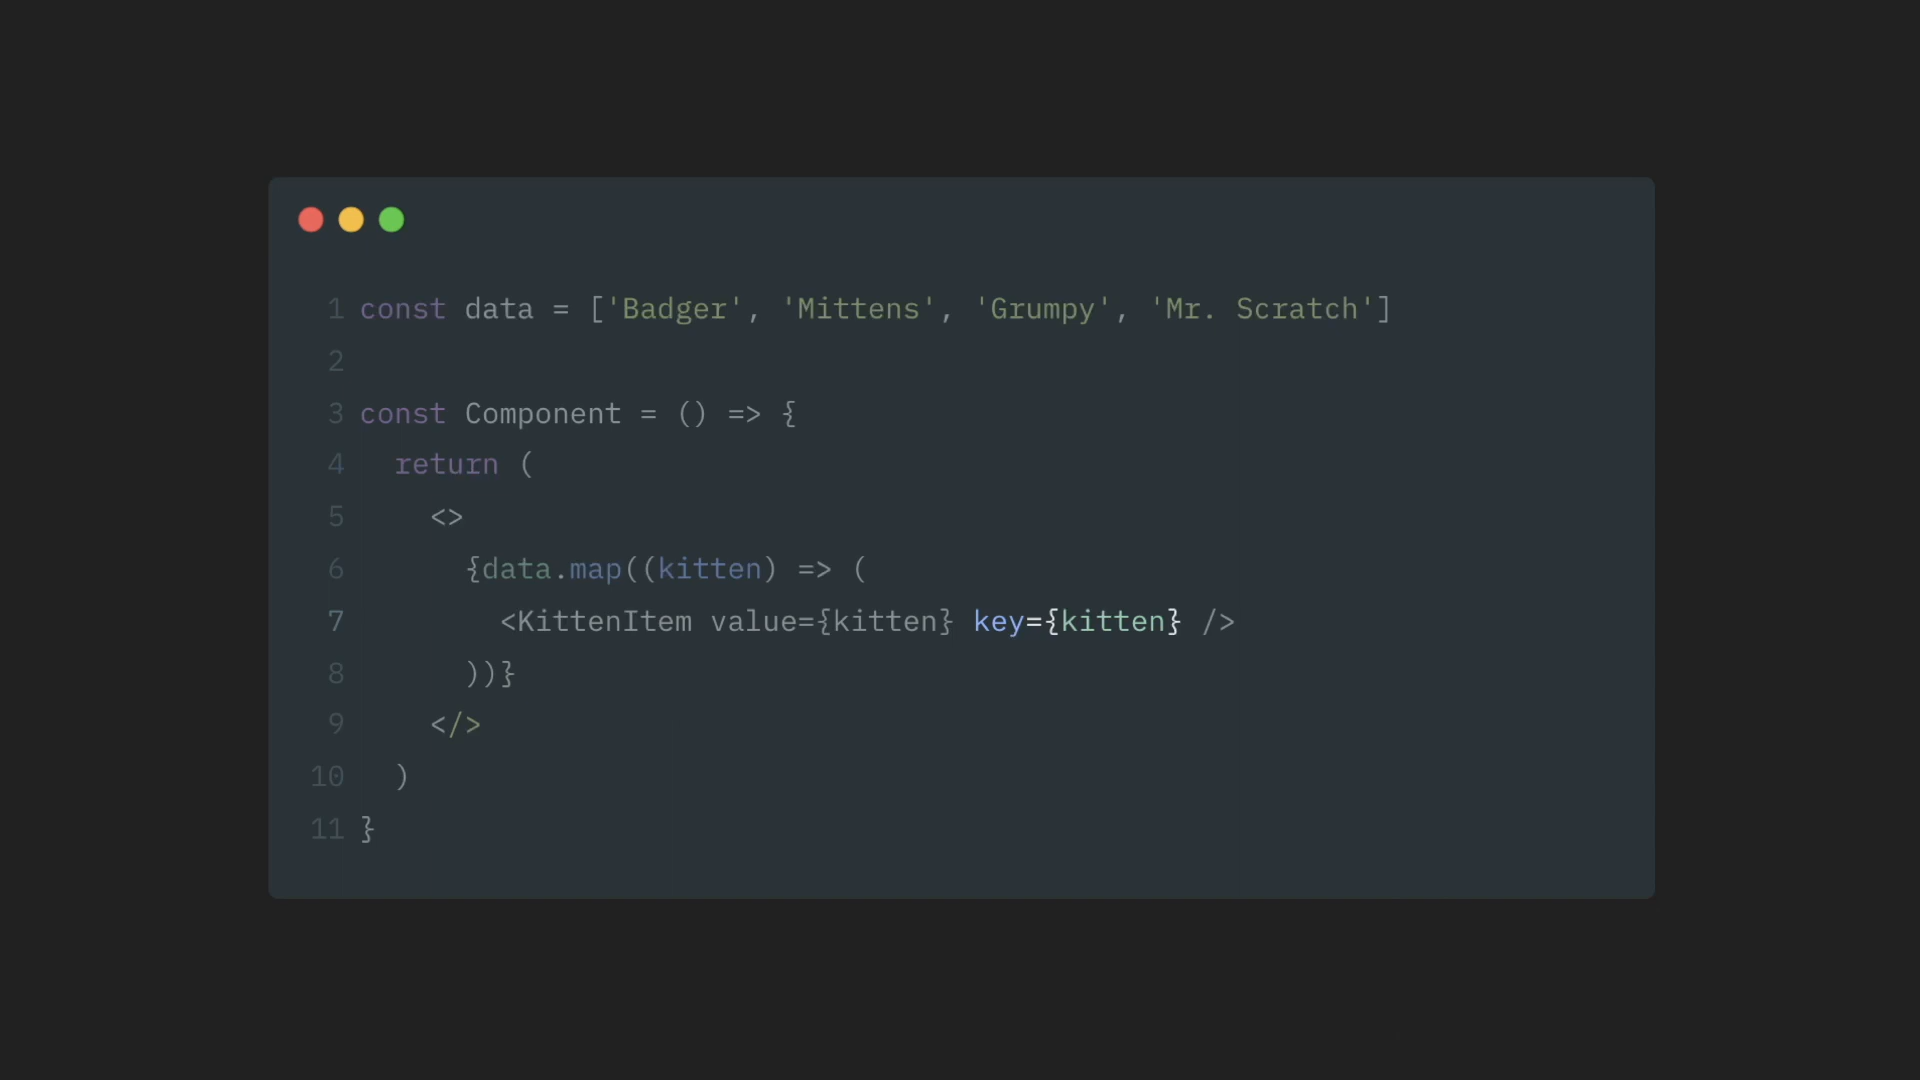 1 const data = ['Badger', 'Mittens', 'Grumpy', 'Mr. Scratch']
2
3 const Component = () => {
4   return (
5     <>
6       {data.map((kitten) => (
7         <KittenItem value={kitten} key={kitten} />
8       ))}
9     </>
10   )
11 }